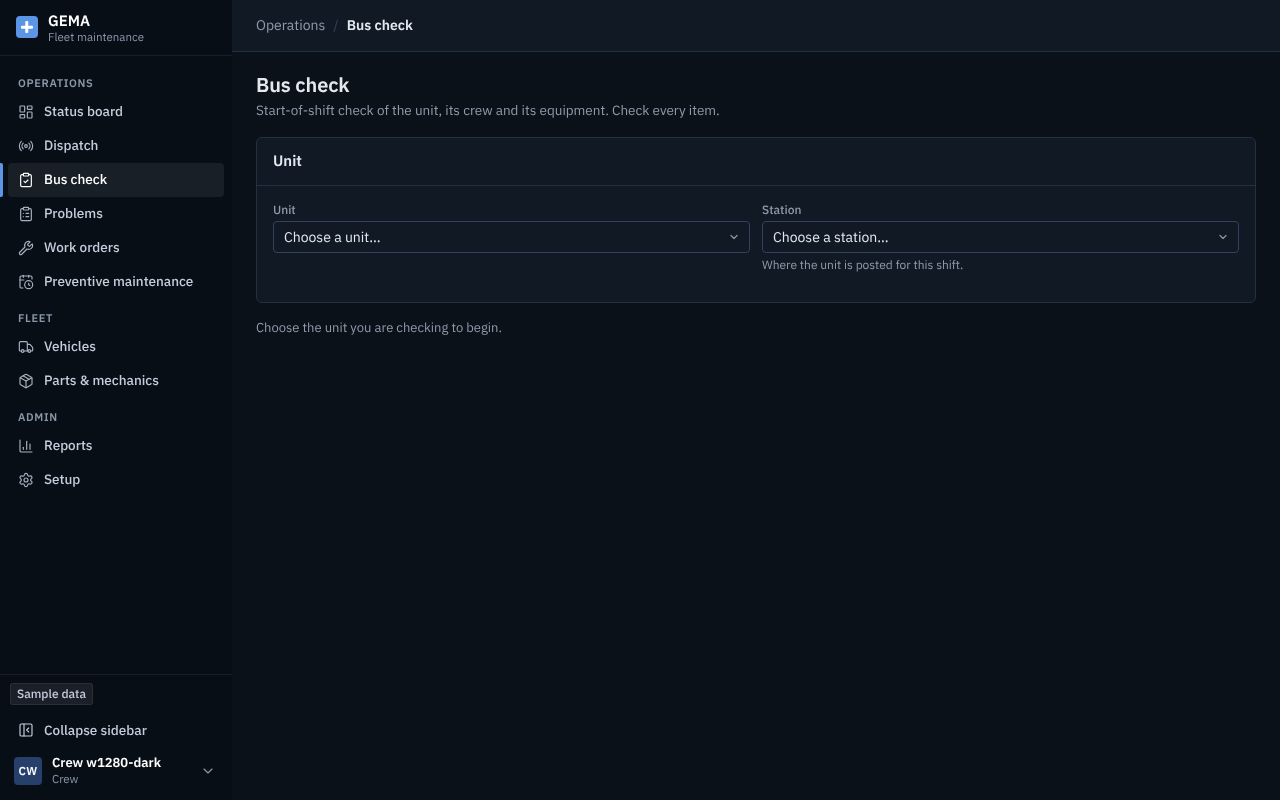 GEMA
Fleet maintenance
OPERATIONS
Status board
Dispatch
Bus check
Problems
Work orders
Preventive maintenance
FLEET
Vehicles
Parts & mechanics
ADMIN
Reports
Setup
Sample data
Collapse sidebar
CW
Crew w1280-dark
Crew
Operations / Bus check
Bus check
Start-of-shift check of the unit, its crew and its equipment. Check every item.
Unit
Unit
Choose a unit...
Station
Choose a station...
Where the unit is posted for this shift.
Choose the unit you are checking to begin.